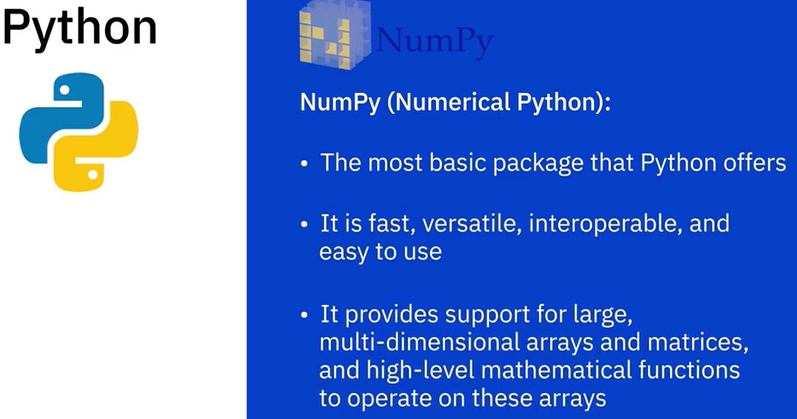 Python
NumPy
NumPy (Numerical Python):
• The most basic package that Python offers
• It is fast, versatile, interoperable, and
easy to use
• It provides support for large,
multi-dimensional arrays and matrices,
and high-level mathematical functions
to operate on these arrays